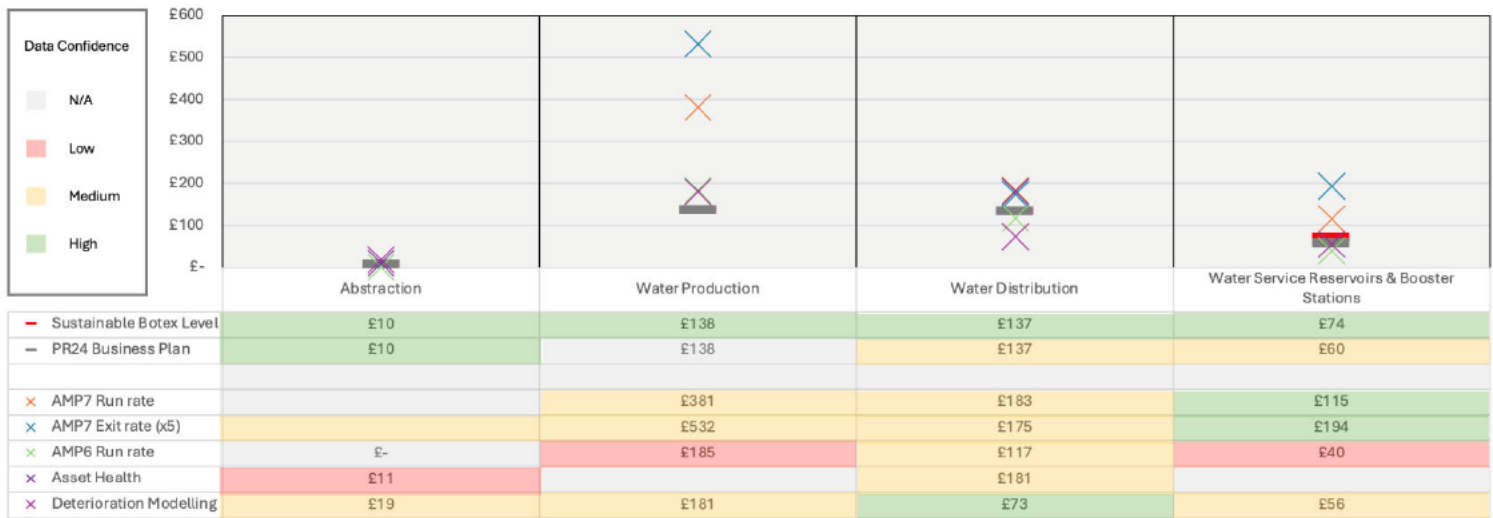 Data Confidence
N/A
Low
Medium
High
£600
£500
£400
£300
£200
£100
£-
Abstraction
Water Production
Water Distribution
Water Service Reservoirs & Booster
Stations
Sustainable Botex Level £10 £138 £137 £74
PR24 Business Plan £10 £138 £137 £60
AMP7 Run rate £381 £183 £115
AMP7 Exit rate (x5) £532 £175 £194
AMP6 Run rate £- £185 £117 £40
Asset Health £11 £181
Deterioration Modelling £19 £181 £73 £56